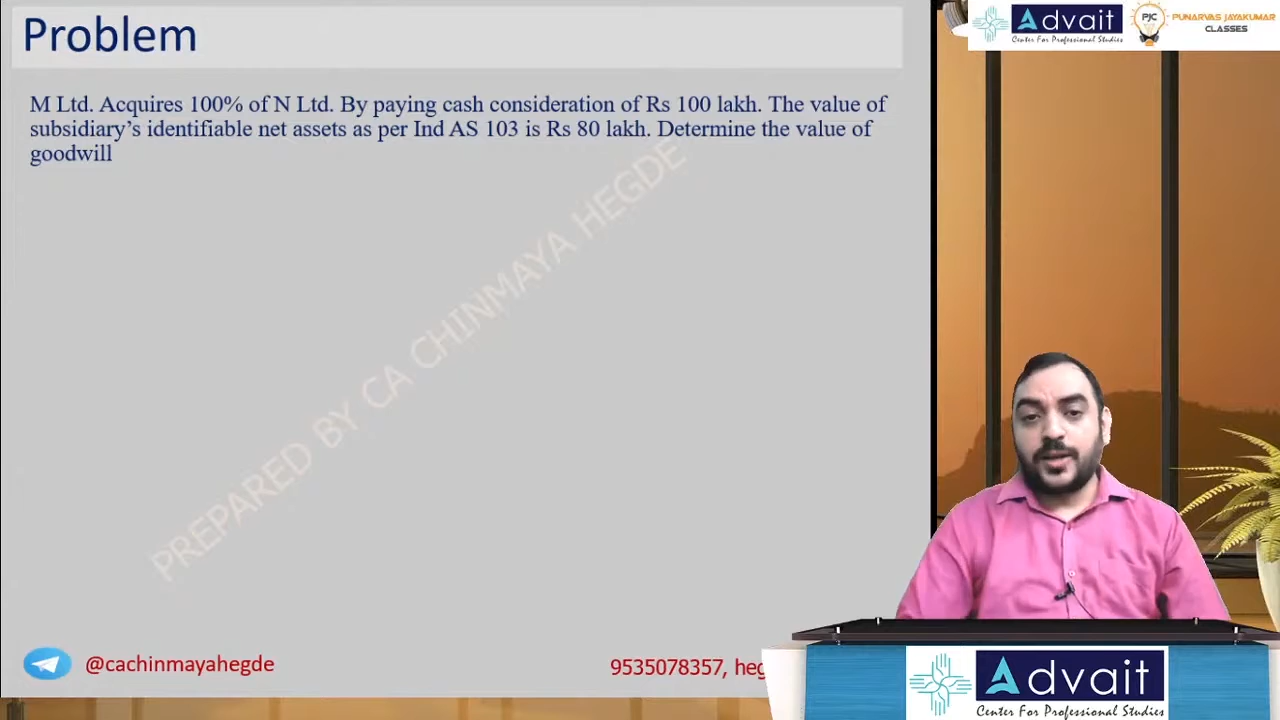 Problem
M Ltd. Acquires 100% of N Ltd. By paying cash consideration of Rs 100 lakh. The value of
subsidiary’s identifiable net assets as per Ind AS 103 is Rs 80 lakh. Determine the value of
goodwill
PREPARED BY CA CHINMAYA HEGDE
@cachinmayahegde
9535078357, heg
Advait
Center For Professional Studies
PJC
PUNARVAS JAYAKUMAR
CLASSES
Advait
Center For Professional Studies